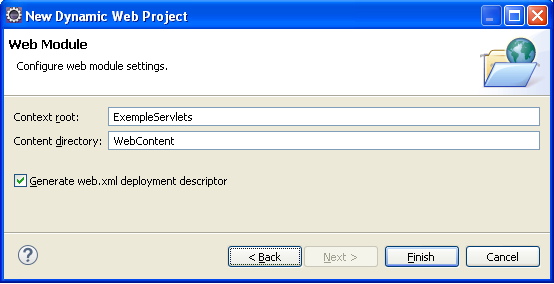 New Dynamic Web Project
Web Module
Configure web module settings.
Context root: ExempleServlets
Content directory: WebContent
Generate web.xml deployment descriptor
? < Back Next > Finish Cancel